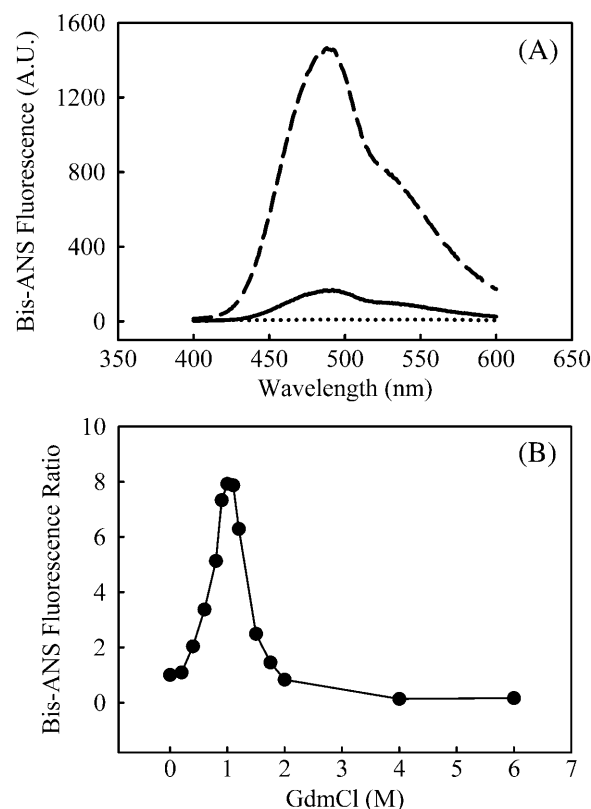 (A)
Bis-ANS Fluorescence (A.U.)
1600
1200
800
400
0
350 400 450 500 550 600 650
Wavelength (nm)
(B)
Bis-ANS Fluorescence Ratio
10
8
6
4
2
0
0 1 2 3 4 5 6 7
GdmCl (M)